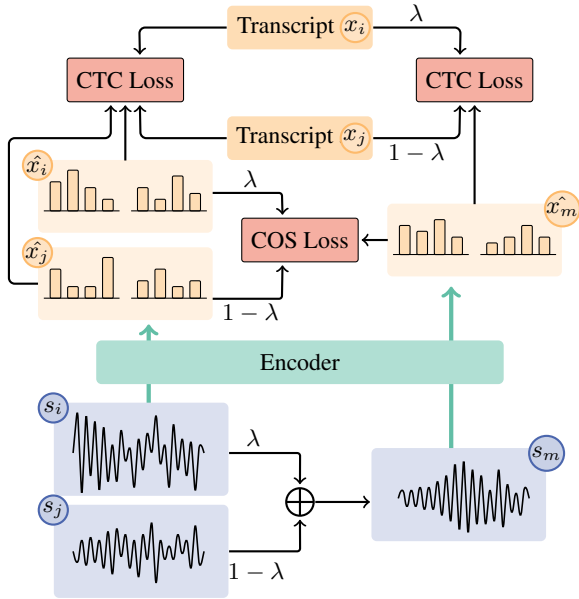 Transcript x_i
λ
CTC Loss
CTC Loss
Transcript x_j
1 − λ
x̂_i
λ
x̂_m
COS Loss
x̂_j
1 − λ
Encoder
s_i
λ
s_m
s_j
1 − λ